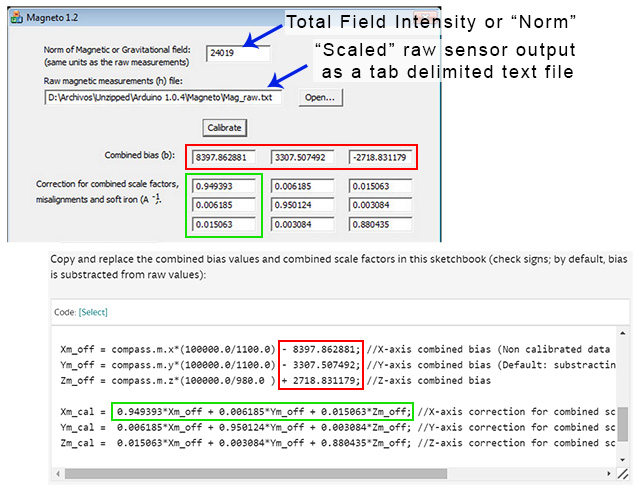 Magneto 1.2
Total Field Intensity or “Norm”
Norm of Magnetic or Gravitational field:
(same units as the raw measurements)
24019
“Scaled” raw sensor output
as a tab delimited text file
Raw magnetic measurements (h) file:
D:\Archivos\Unzipped\Arduino 1.0.4\Magneto\Mag_raw.txt
Open...
Calibrate
Combined bias (b):
8397.862881
3307.507492
-2718.831179
Correction for combined scale factors,
misalignments and soft iron (A -1).
0.949393
0.006185
0.015063
0.006185
0.950124
0.003084
0.015063
0.003084
0.880435
Copy and replace the combined bias values and combined scale factors in this sketchbook (check signs; by default, bias
is substracted from raw values):
Code: [Select]
Xm_off = compass.m.x*(100000.0/1100.0) - 8397.862881; //X-axis combined bias (Non calibrated data
Ym_off = compass.m.y*(100000.0/1100.0) - 3307.507492; //Y-axis combined bias (Default: substractin
Zm_off = compass.m.z*(100000.0/980.0 ) + 2718.831179; //Z-axis combined bias
Xm_cal = 0.949393*Xm_off + 0.006185*Ym_off + 0.015063*Zm_off; //X-axis correction for combined sc
Ym_cal = 0.006185*Xm_off + 0.950124*Ym_off + 0.003084*Zm_off; //Y-axis correction for combined sc
Zm_cal = 0.015063*Xm_off + 0.003084*Ym_off + 0.880435*Zm_off; //Z-axis correction for combined sc